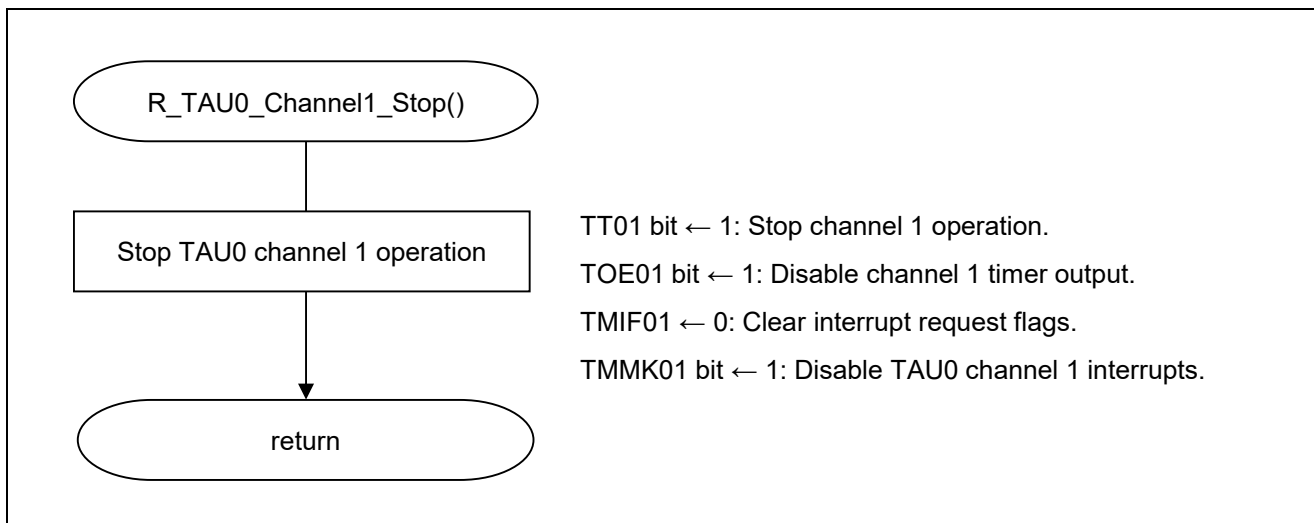 R_TAU0_Channel1_Stop()
Stop TAU0 channel 1 operation
TT01 bit ← 1: Stop channel 1 operation.
TOE01 bit ← 1: Disable channel 1 timer output.
TMIF01 ← 0: Clear interrupt request flags.
TMMK01 bit ← 1: Disable TAU0 channel 1 interrupts.
return